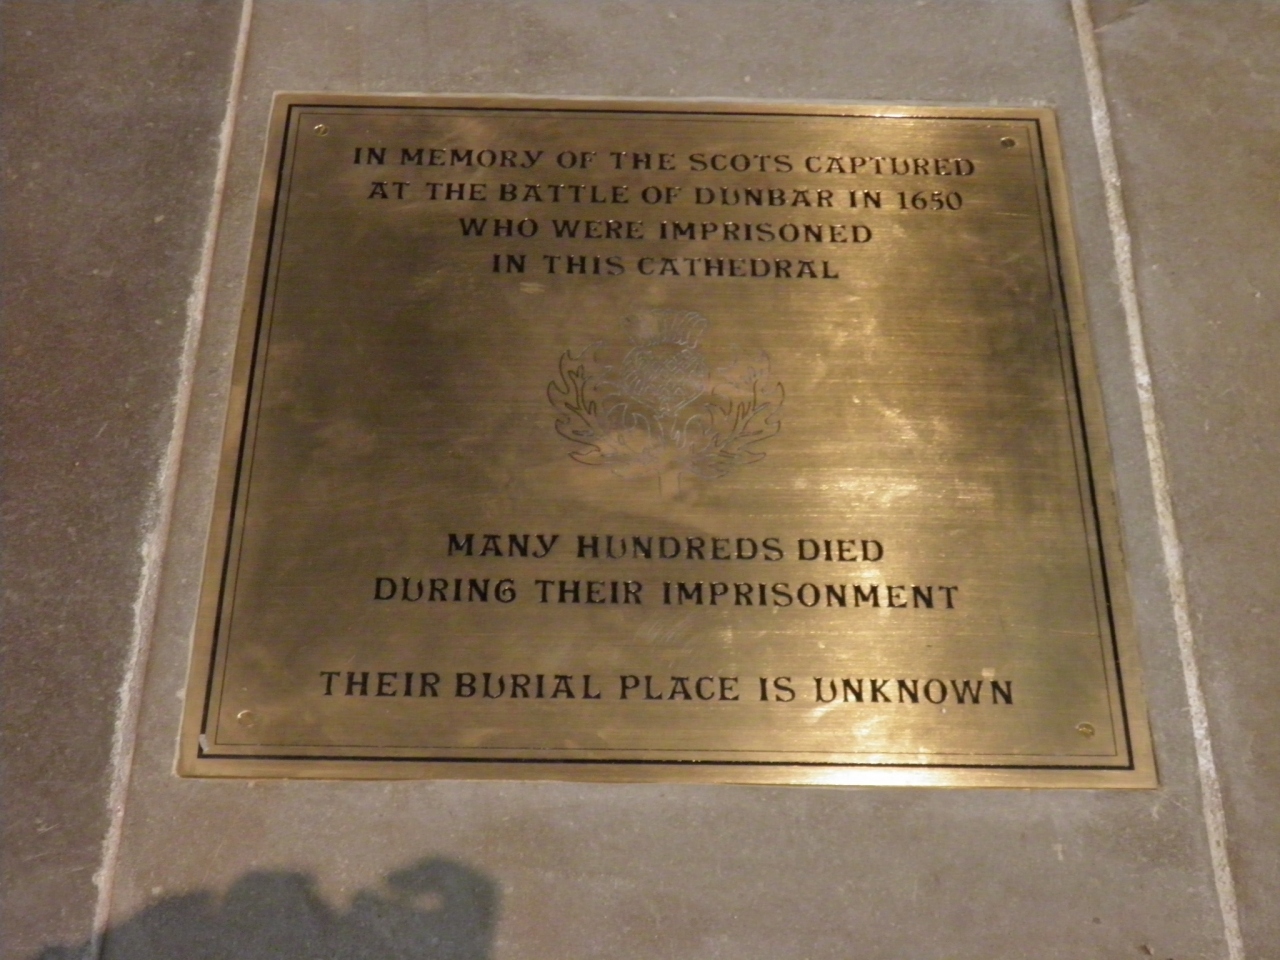 IN MEMORY OF THE SCOTS CAPTURED
AT THE BATTLE OF DUNBAR IN 1650
WHO WERE IMPRISONED
IN THIS CATHEDRAL
MANY HUNDREDS DIED
DURING THEIR IMPRISONMENT
THEIR BURIAL PLACE IS UNKNOWN